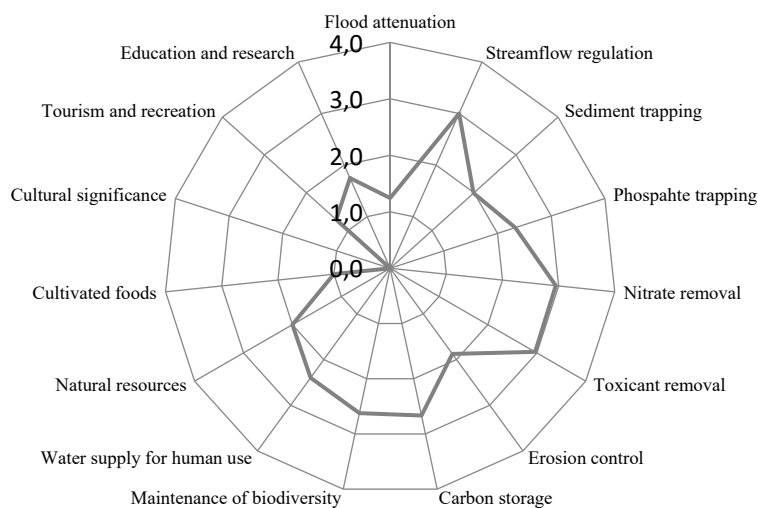 Flood attenuation
4,0
Education and research
Streamflow regulation
3,0
Tourism and recreation
Sediment trapping
2,0
Cultural significance
Phospahte trapping
1,0
0,0
Cultivated foods
Nitrate removal
Natural resources
Toxicant removal
Water supply for human use
Erosion control
Maintenance of biodiversity
Carbon storage